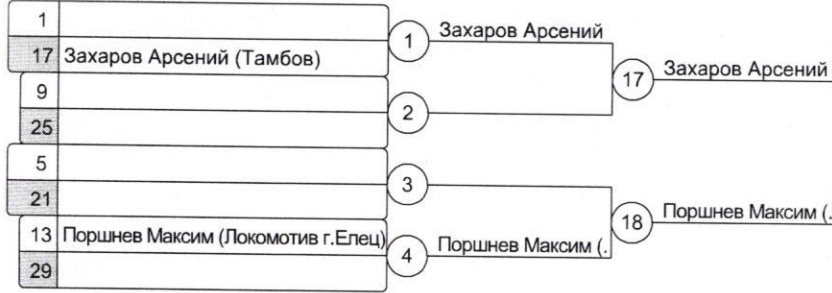 1
17 Захаров Арсений (Тамбов)
1 Захаров Арсений
17 Захаров Арсений
9
25
2
5
21
3
18 Поршнев Максим (.
13 Поршнев Максим (Локомотив г.Елец)
29
4 Поршнев Максим (.